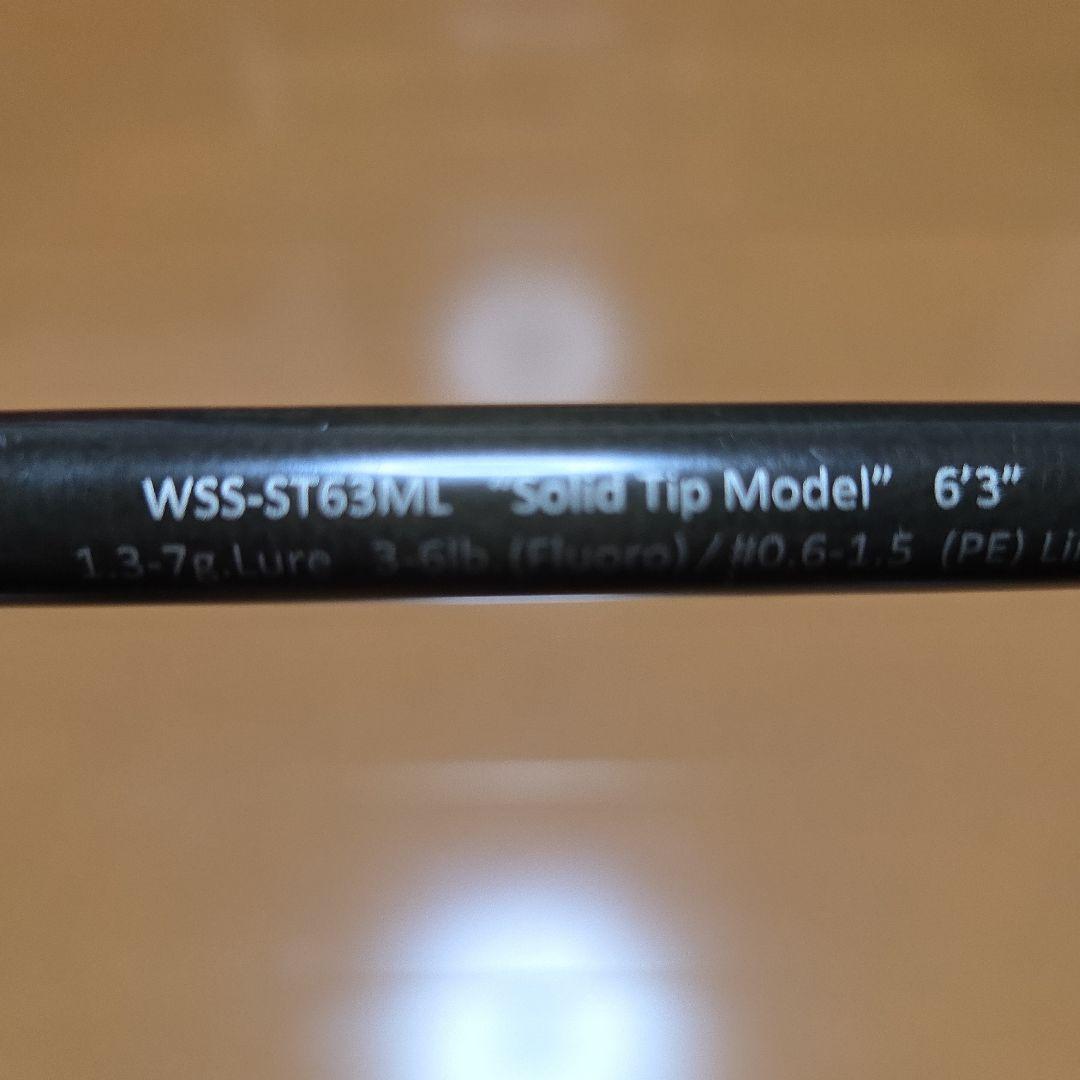 WSS-ST63ML "Solid Tip Model" 6'3"
1.3-7g.Lure 3-6lb.(Fluoro) / #0.6-1.5 (PE)